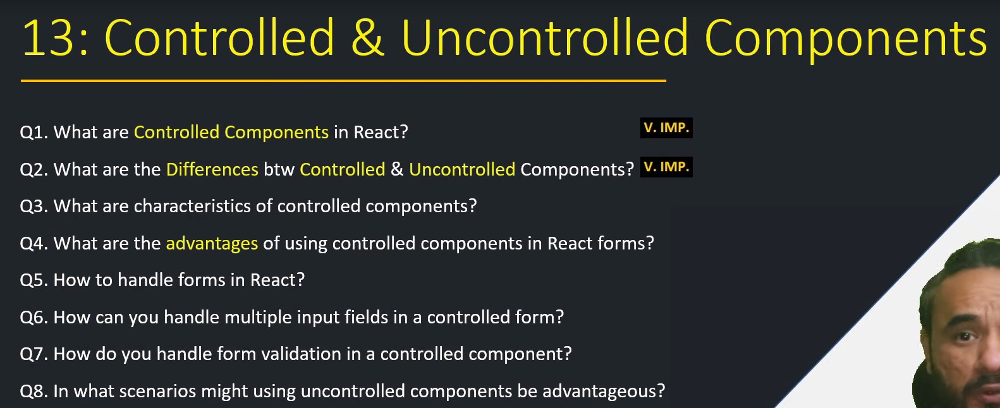 13: Controlled & Uncontrolled Components
Q1. What are Controlled Components in React? V. IMP.
Q2. What are the Differences btw Controlled & Uncontrolled Components? V. IMP.
Q3. What are characteristics of controlled components?
Q4. What are the advantages of using controlled components in React forms?
Q5. How to handle forms in React?
Q6. How can you handle multiple input fields in a controlled form?
Q7. How do you handle form validation in a controlled component?
Q8. In what scenarios might using uncontrolled components be advantageous?